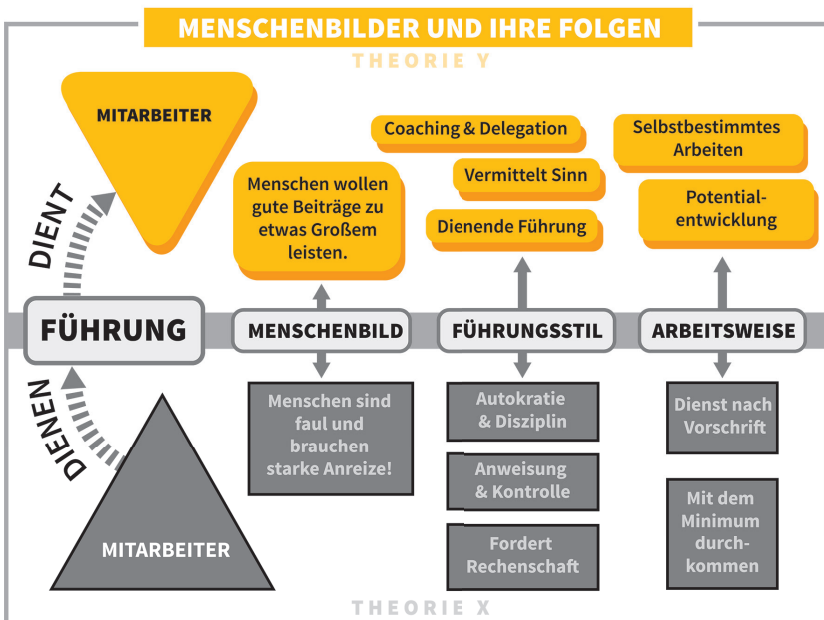 MENSCHENBILDER UND IHRE FOLGEN
THEORIE Y
MITARBEITER
DIENT
Menschen wollen
gute Beiträge zu
etwas Großem
leisten.
Coaching & Delegation
Vermittelt Sinn
Dienende Führung
Selbstbestimmtes
Arbeiten
Potential-
entwicklung
FÜHRUNG
MENSCHENBILD
FÜHRUNGSSTIL
ARBEITSWEISE
DIENEN
MITARBEITER
Menschen sind
faul und
brauchen
starke Anreize!
Autokratie
& Disziplin
Anweisung
& Kontrolle
Fordert
Rechenschaft
Dienst nach
Vorschrift
Mit dem
Minimum
durch-
kommen
THEORIE X